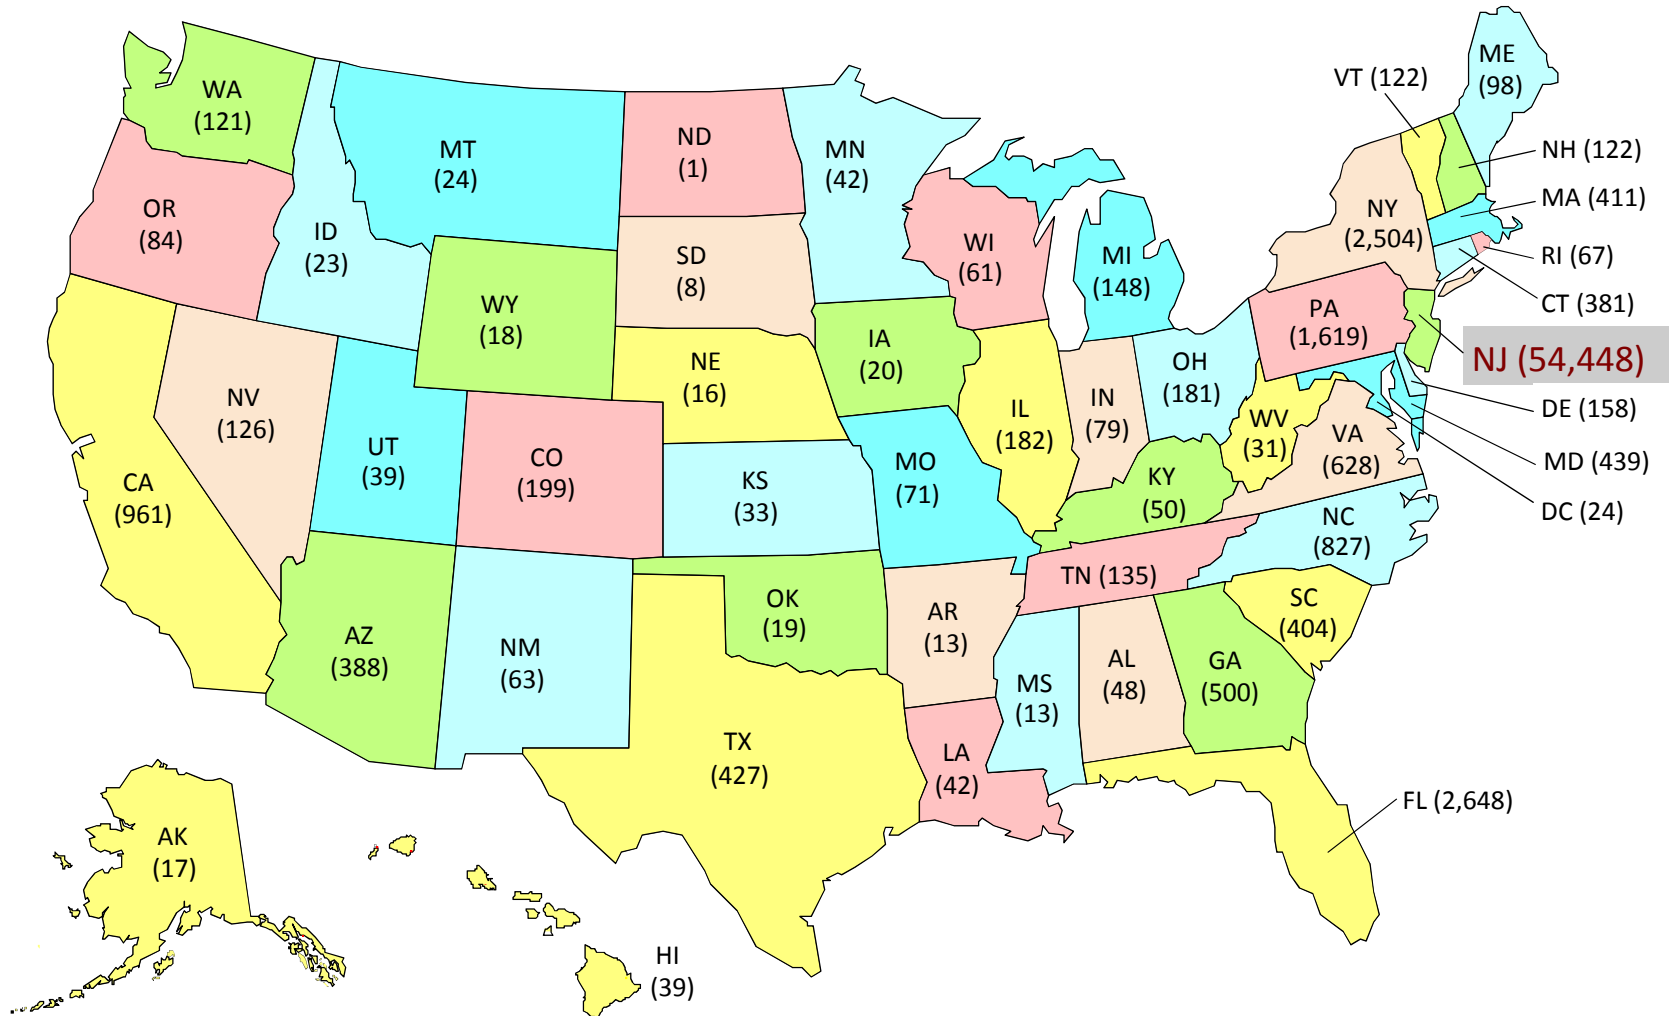 WA
(121)
OR
(84)
CA
(961)
NV
(126)
ID
(23)
MT
(24)
WY
(18)
UT
(39)
CO
(199)
AZ
(388)
NM
(63)
ND
(1)
SD
(8)
NE
(16)
KS
(33)
OK
(19)
TX
(427)
MN
(42)
IA
(20)
MO
(71)
AR
(13)
LA
(42)
WI
(61)
IL
(182)
MI
(148)
IN
(79)
OH
(181)
KY
(50)
TN (135)
MS
(13)
AL
(48)
GA
(500)
SC
(404)
NC
(827)
VA
(628)
WV
(31)
PA
(1,619)
NY
(2,504)
VT (122)
ME
(98)
NH (122)
MA (411)
RI (67)
CT (381)
NJ (54,448)
DE (158)
MD (439)
DC (24)
FL (2,648)
AK
(17)
HI
(39)